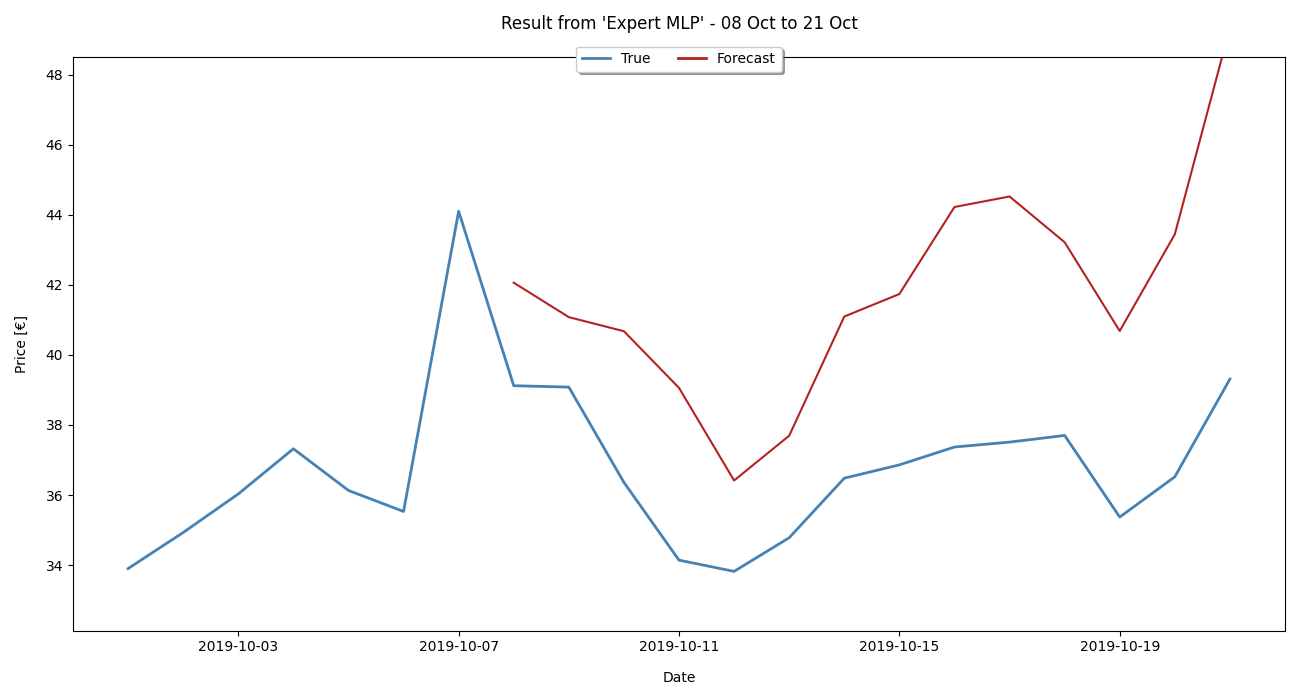 Result from 'Expert MLP' - 08 Oct to 21 Oct
True Forecast
48
46
44
42
40
38
36
34
Price [€]
2019-10-03 2019-10-07 2019-10-11 2019-10-15 2019-10-19
Date